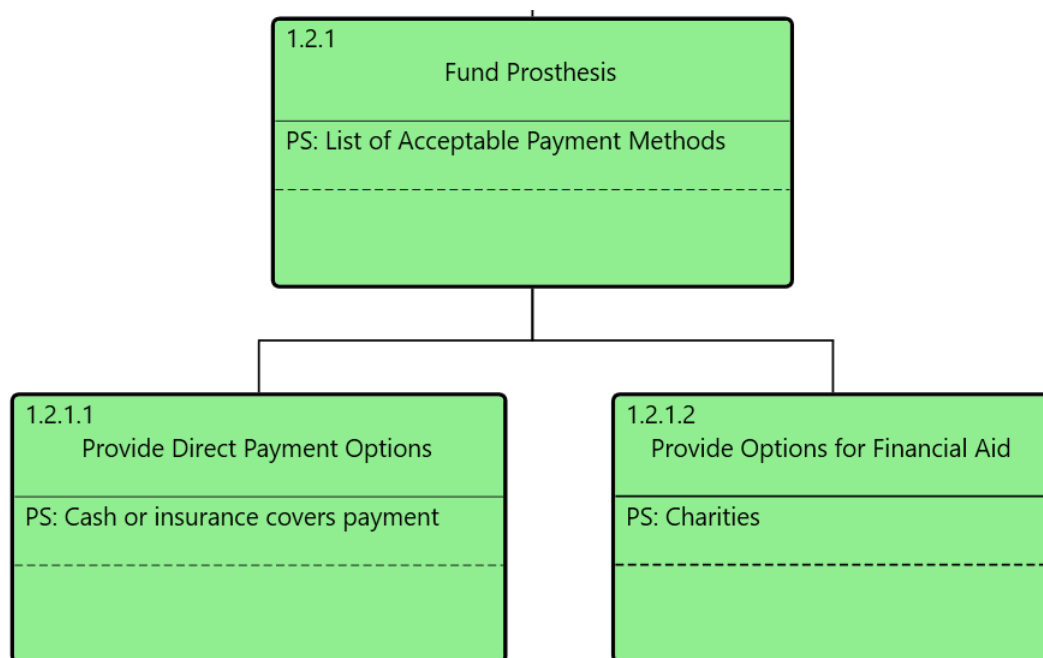 1.2.1
Fund Prosthesis
PS: List of Acceptable Payment Methods
1.2.1.1
Provide Direct Payment Options
PS: Cash or insurance covers payment
1.2.1.2
Provide Options for Financial Aid
PS: Charities